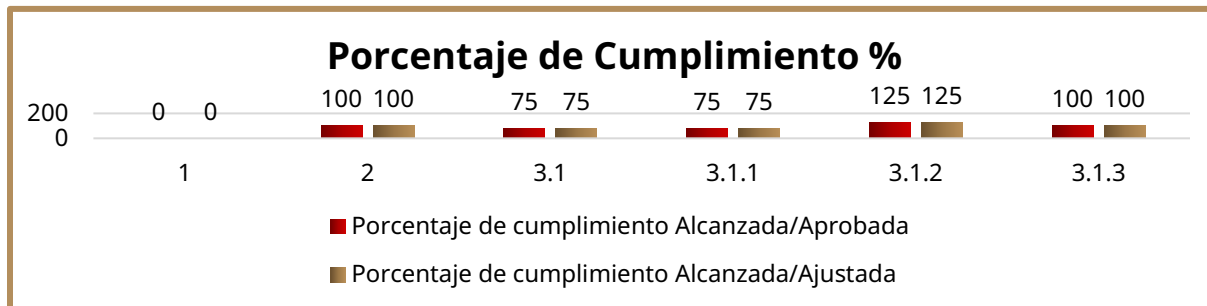 Porcentaje de Cumplimiento %
0 0 100 100 75 75 75 75 125 125 100 100
200
0
1 2 3.1 3.1.1 3.1.2 3.1.3
Porcentaje de cumplimiento Alcanzada/Aprobada
Porcentaje de cumplimiento Alcanzada/Ajustada